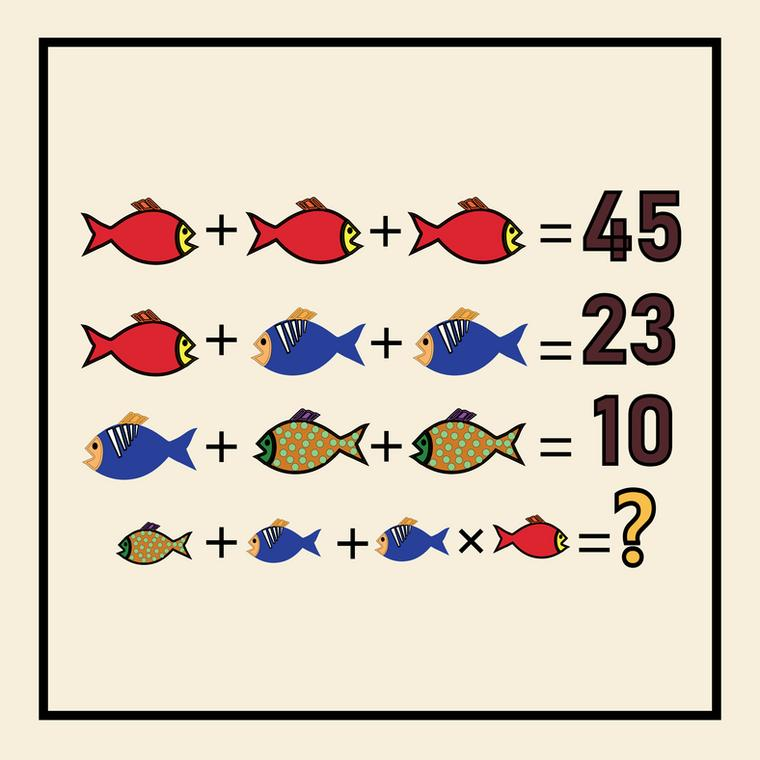 + + = 45
+ + = 23
+ + = 10
+ + × = ?